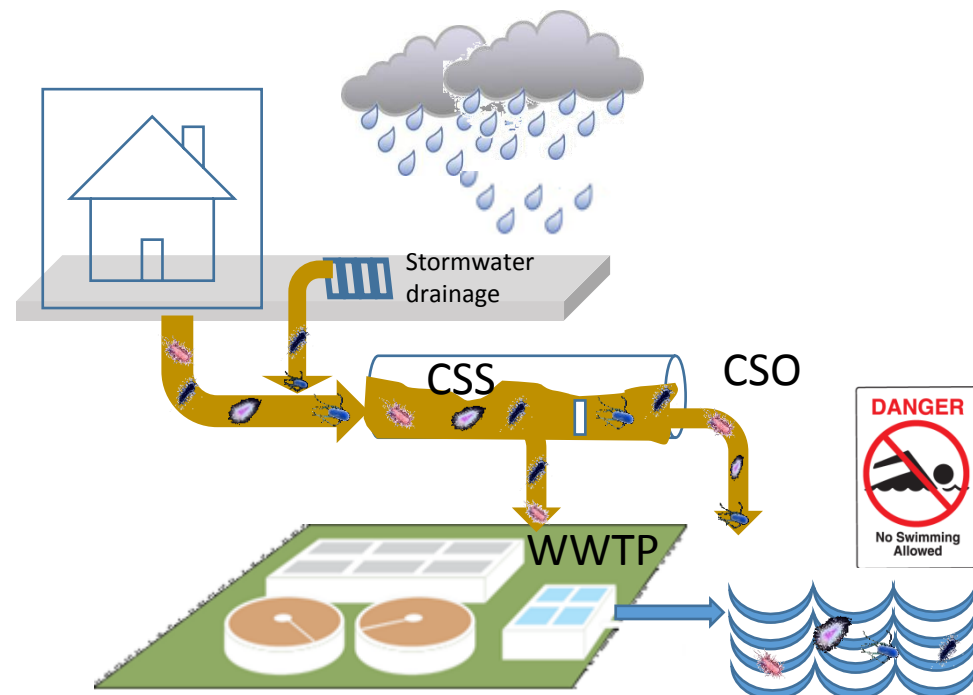 Stormwater
drainage
CSS
CSO
DANGER
No Swimming
Allowed
WWTP